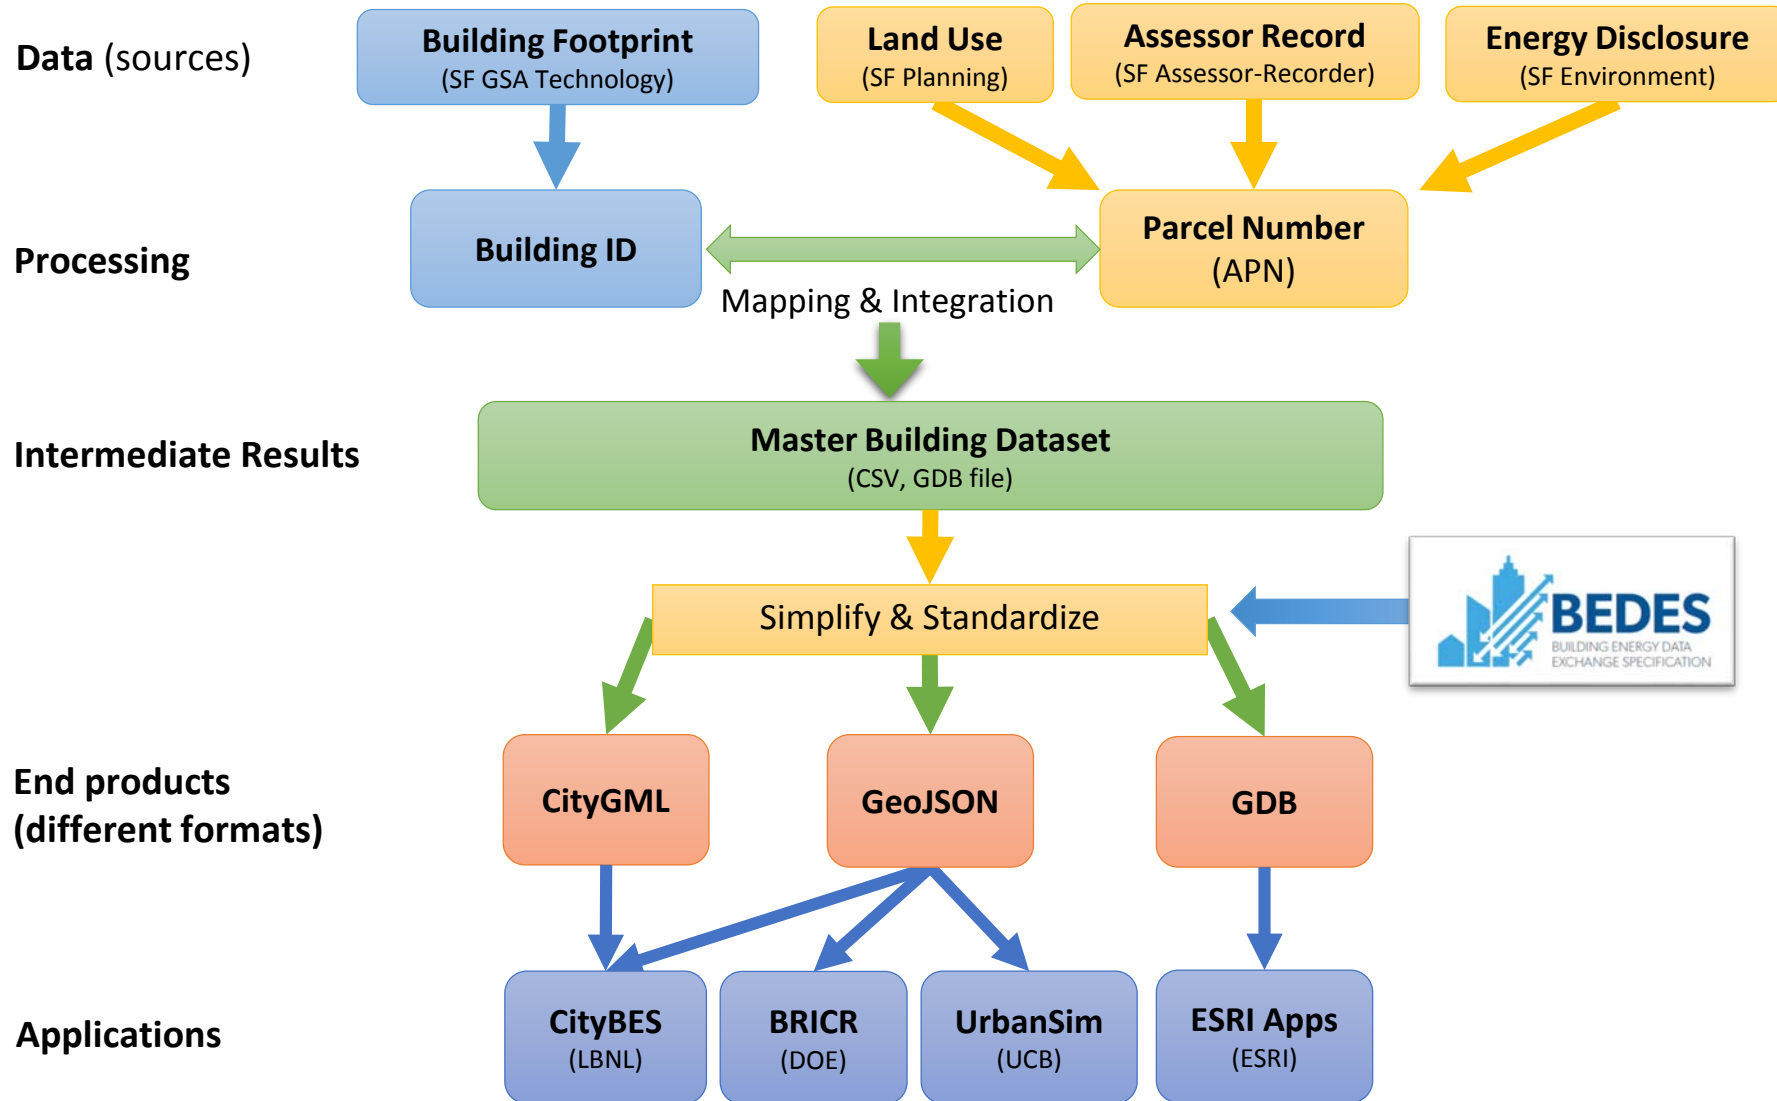 Data (sources)
Building Footprint
(SF GSA Technology)
Land Use
(SF Planning)
Assessor Record
(SF Assessor-Recorder)
Energy Disclosure
(SF Environment)
Processing
Building ID
Mapping & Integration
Parcel Number
(APN)
Intermediate Results
Master Building Dataset
(CSV, GDB file)
Simplify & Standardize
BEDES
BUILDING ENERGY DATA
EXCHANGE SPECIFICATION
End products
(different formats)
CityGML
GeoJSON
GDB
Applications
CityBES
(LBNL)
BRICR
(DOE)
UrbanSim
(UCB)
ESRI Apps
(ESRI)